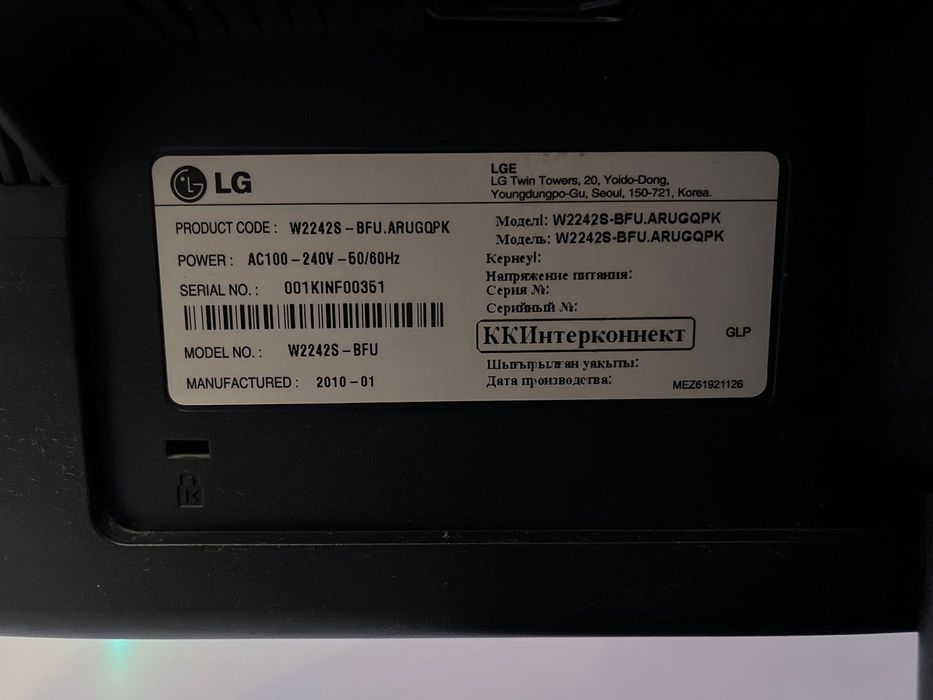 LG
LGE
LG Twin Towers, 20, Yoido-Dong,
Youngdungpo-Gu, Seoul, 150-721, Korea.
PRODUCT CODE : W2242S-BFU.ARUGQPK
POWER : AC100-240V-50/60Hz
SERIAL NO. : 001KINF00351
MODEL NO. : W2242S-BFU
MANUFACTURED : 2010-01
Моделі: W2242S-BFU.ARUGQPK
Модель: W2242S-BFU.ARUGQPK
Кернеуі:
Напряжение питания:
Серия №:
Серийный №:
ККИнтерконнект
GLP
Шығырылған уақыты:
Дата производства:
MEZ61921126
K